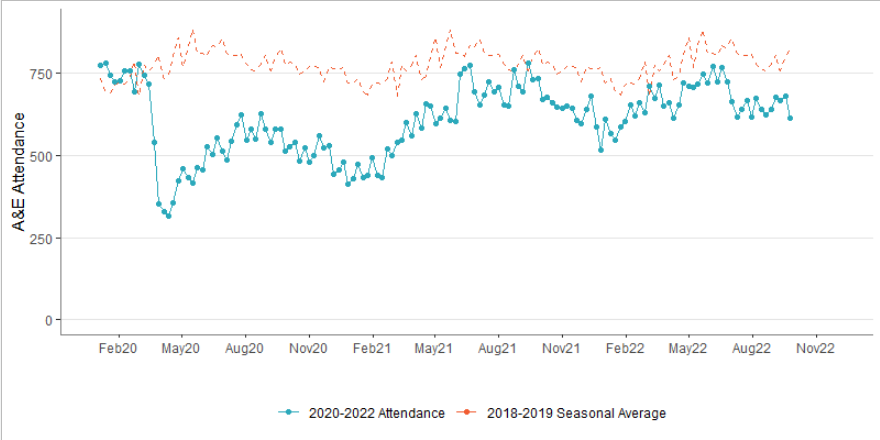 A&E Attendance
750
500
250
0
Feb20 May20 Aug20 Nov20 Feb21 May21 Aug21 Nov21 Feb22 May22 Aug22 Nov22
2020-2022 Attendance 2018-2019 Seasonal Average